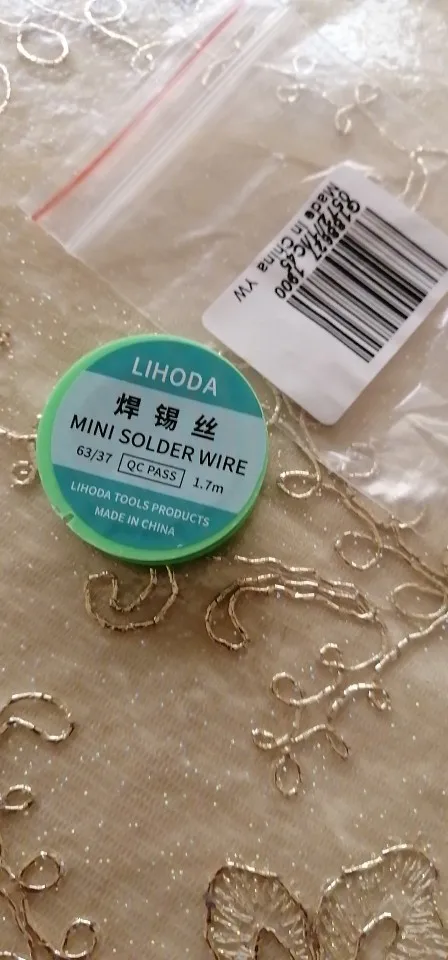 LIHODA
焊 锡 丝
MINI SOLDER WIRE
63/37 QC PASS 1.7m
LIHODA TOOLS PRODUCTS
MADE IN CHINA
Made in China YW